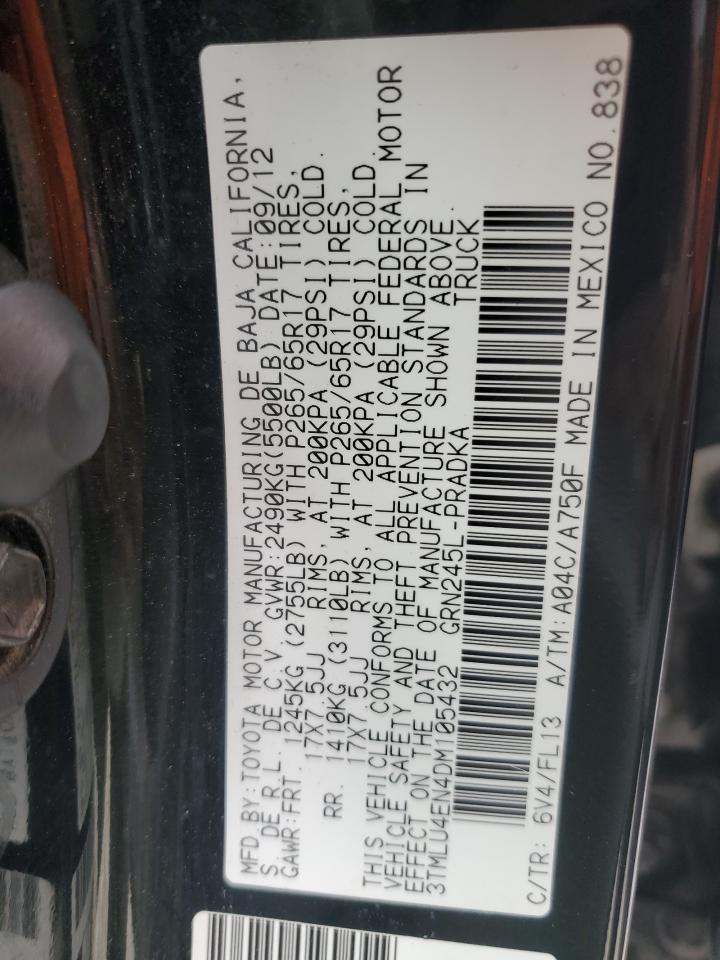 MFD.BY:TOYOTA MOTOR MANUFACTURING DE BAJA CALIFORNIA,
S. DE R.L. DE C.V. GVWR:2490KG(5500LB) DATE:09/12
GAWR:FRT. 1245KG (2755LB) WITH P265/65R17 TIRES,
17X7.5JJ RIMS, AT 200KPA (29PSI) COLD.
RR. 1410KG (3110LB) WITH P265/65R17 TIRES,
17X7.5JJ RIMS, AT 200KPA (29PSI) COLD.
THIS VEHICLE CONFORMS TO ALL APPLICABLE FEDERAL MOTOR
VEHICLE SAFETY AND THEFT PREVENTION STANDARDS IN
EFFECT ON THE DATE OF MANUFACTURE SHOWN ABOVE.
3TMLU4EN4DM105432 GRN245L-PRADKA TRUCK
C/TR: 6V4/FL13 A/TM:A04C/A750F MADE IN MEXICO NO.838